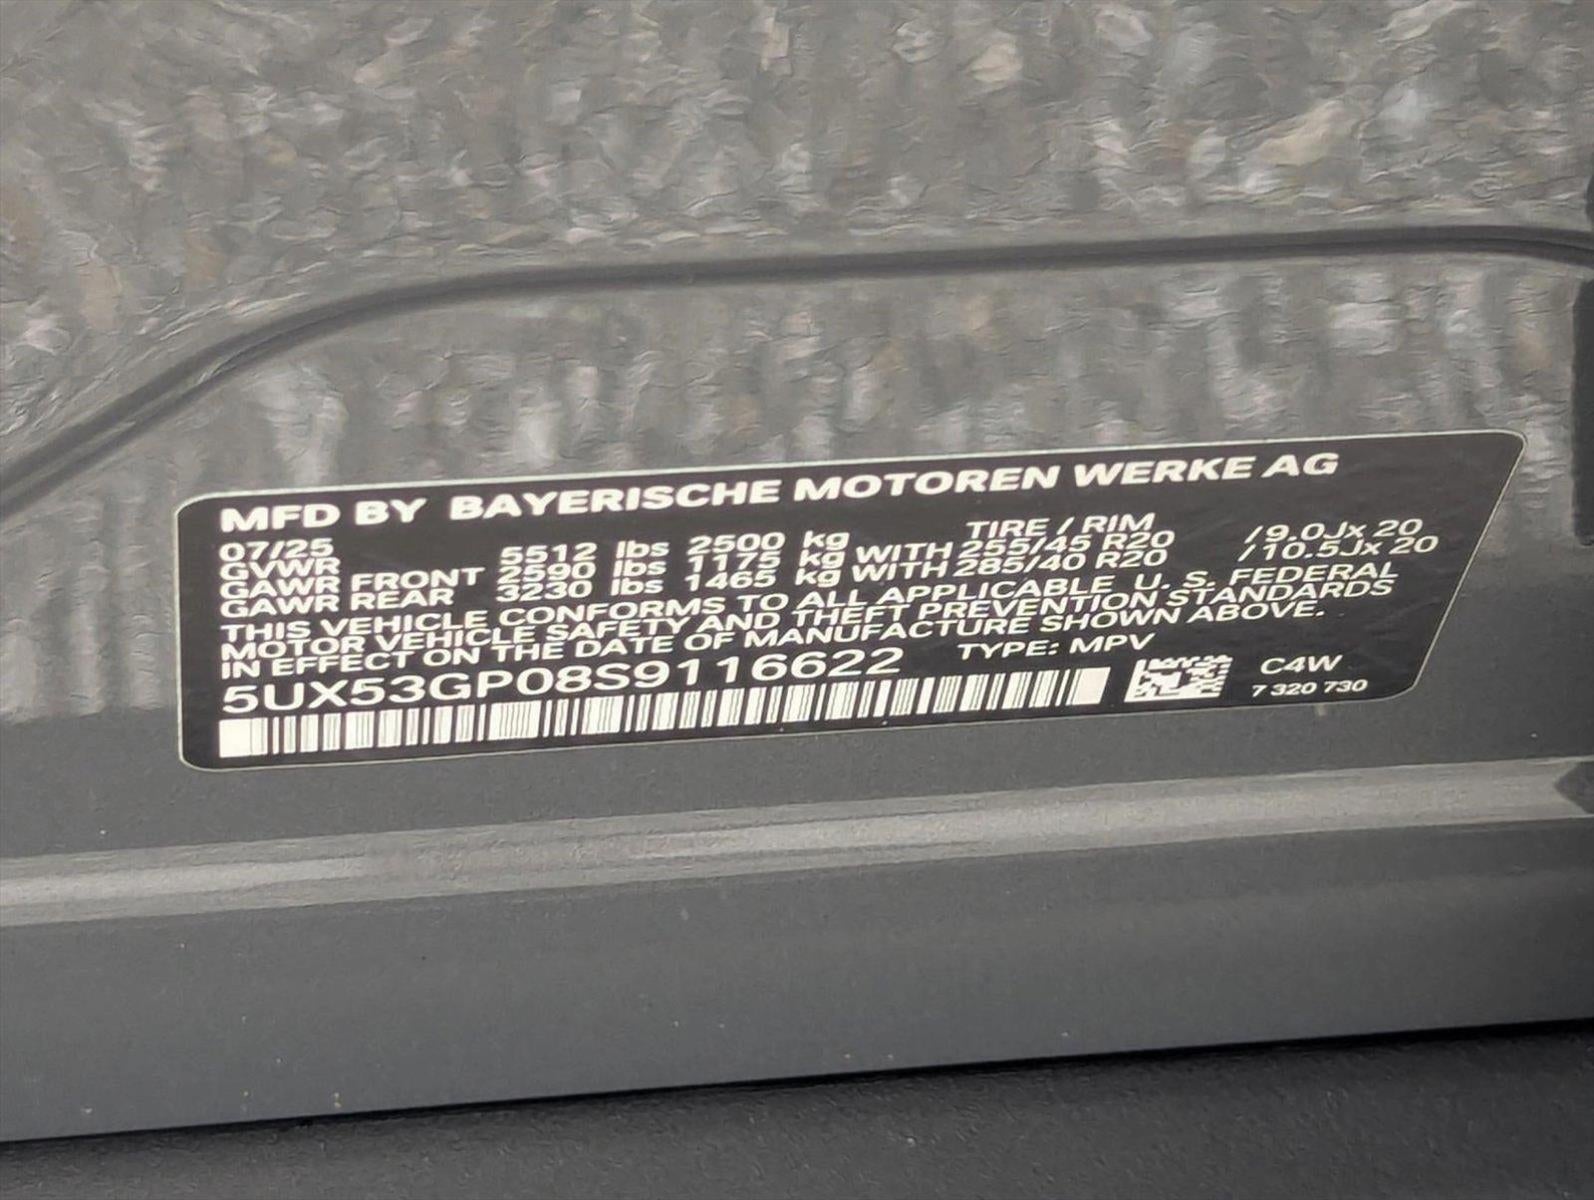 MFD BY BAYERISCHE MOTOREN WERKE AG
07/25 TIRE / RIM
GVWR 5512 lbs 2500 kg
GAWR FRONT 2590 lbs 1175 kg WITH 255/45 R20 /9.0Jx 20
GAWR REAR 3230 lbs 1465 kg WITH 285/40 R20 /10.5Jx 20
THIS VEHICLE CONFORMS TO ALL APPLICABLE U. S. FEDERAL
MOTOR VEHICLE SAFETY AND THEFT PREVENTION STANDARDS
IN EFFECT ON THE DATE OF MANUFACTURE SHOWN ABOVE.
5UX53GP08S9116622 TYPE: MPV
C4W
7 320 730